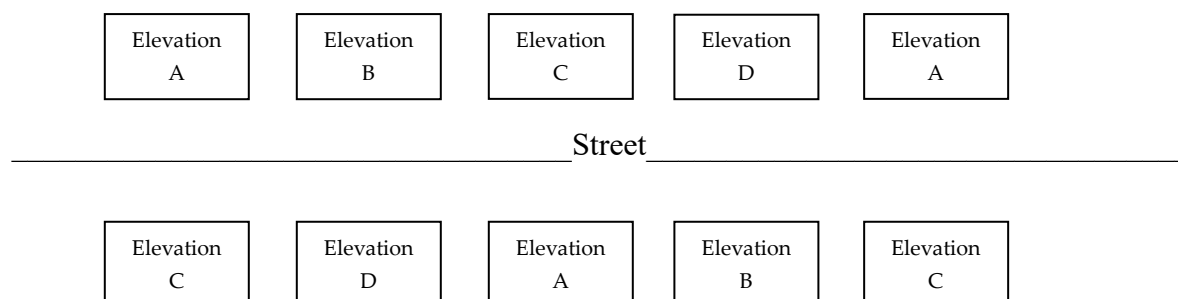 Elevation
A
Elevation
B
Elevation
C
Elevation
D
Elevation
A
Street
Elevation
C
Elevation
D
Elevation
A
Elevation
B
Elevation
C